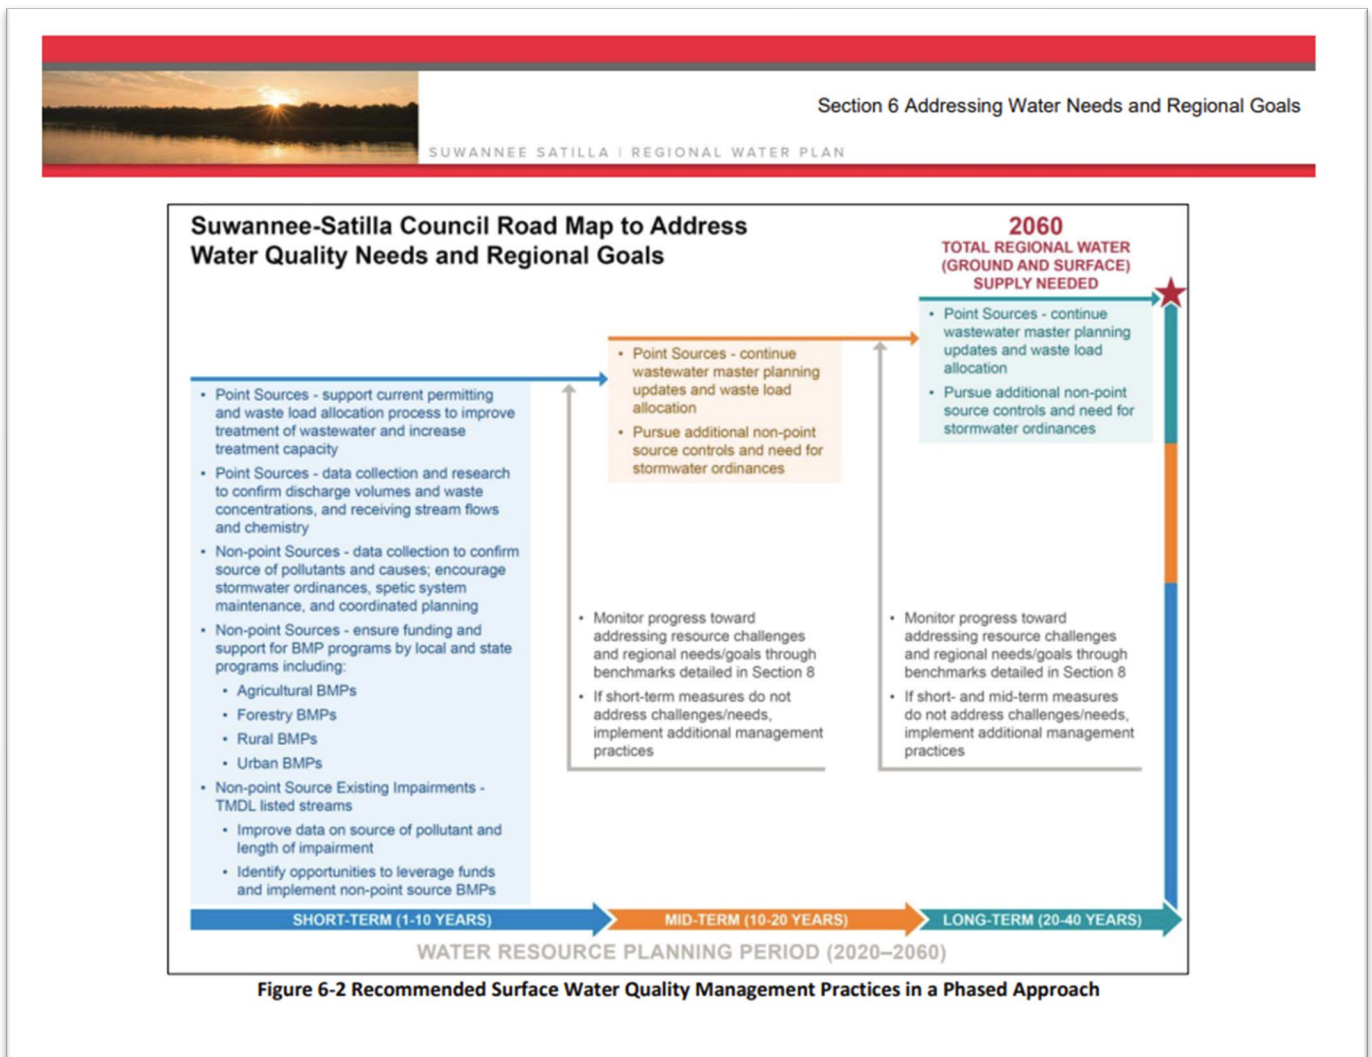 Section 6 Addressing Water Needs and Regional Goals
SUWANNEE SATILLA | REGIONAL WATER PLAN
Suwannee-Satilla Council Road Map to Address
Water Quality Needs and Regional Goals
2060
TOTAL REGIONAL WATER
(GROUND AND SURFACE)
SUPPLY NEEDED
• Point Sources - support current permitting
and waste load allocation process to improve
treatment of wastewater and increase
treatment capacity
• Point Sources - data collection and research
to confirm discharge volumes and waste
concentrations, and receiving stream flows
and chemistry
• Non-point Sources - data collection to confirm
source of pollutants and causes; encourage
stormwater ordinances, spetic system
maintenance, and coordinated planning
• Non-point Sources - ensure funding and
support for BMP programs by local and state
programs including:
• Agricultural BMPs
• Forestry BMPs
• Rural BMPs
• Urban BMPs
• Non-point Source Existing Impairments -
TMDL listed streams
• Improve data on source of pollutant and
length of impairment
• Identify opportunities to leverage funds
and implement non-point source BMPs
• Point Sources - continue
wastewater master planning
updates and waste load
allocation
• Pursue additional non-point
source controls and need for
stormwater ordinances
• Monitor progress toward
addressing resource challenges
and regional needs/goals through
benchmarks detailed in Section 8
• If short-term measures do not
address challenges/needs,
implement additional management
practices
• Point Sources - continue
wastewater master planning
updates and waste load
allocation
• Pursue additional non-point
source controls and need for
stormwater ordinances
• Monitor progress toward
addressing resource challenges
and regional needs/goals through
benchmarks detailed in Section 8
• If short- and mid-term measures
do not address challenges/needs,
implement additional management
practices
SHORT-TERM (1-10 YEARS)
MID-TERM (10-20 YEARS)
LONG-TERM (20-40 YEARS)
WATER RESOURCE PLANNING PERIOD (2020–2060)
Figure 6-2 Recommended Surface Water Quality Management Practices in a Phased Approach